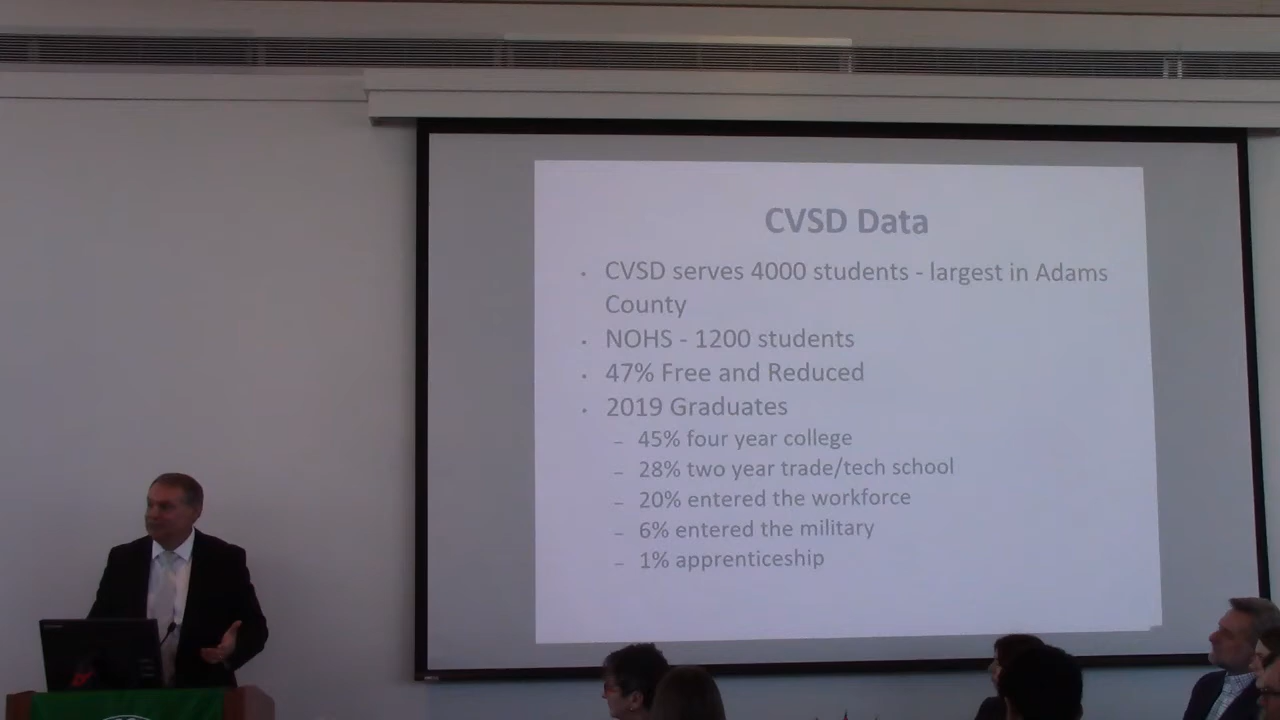 CVSD Data
· CVSD serves 4000 students - largest in Adams
County
· NOHS - 1200 students
· 47% Free and Reduced
· 2019 Graduates
– 45% four year college
– 28% two year trade/tech school
– 20% entered the workforce
– 6% entered the military
– 1% apprenticeship